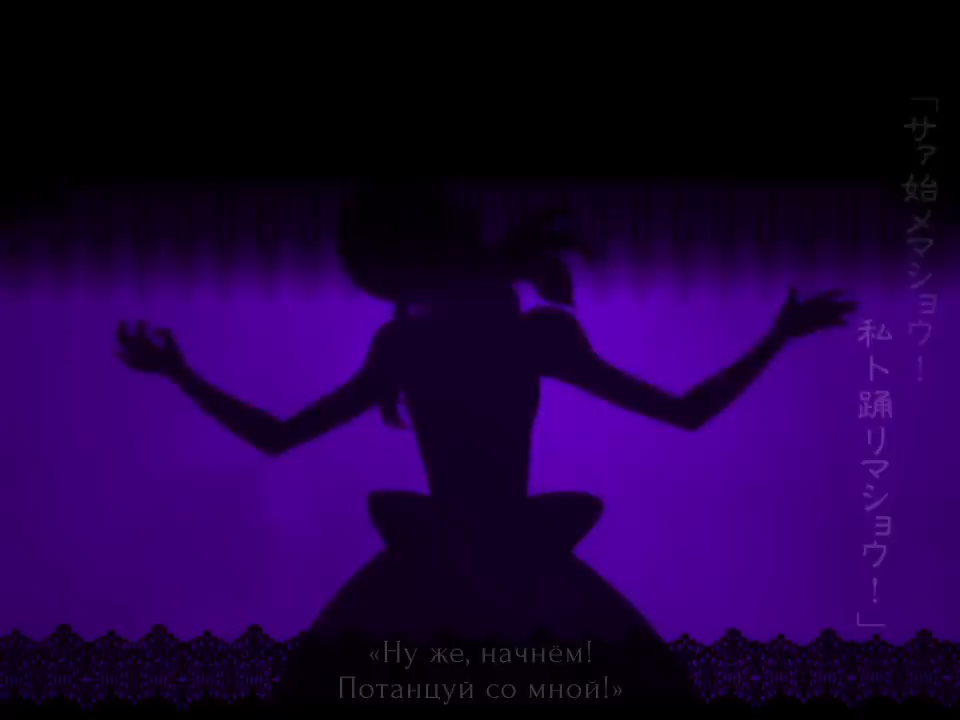 「サァ始メマショウ！
私ト踊リマショウ！」
«Ну же, начнём!
Потанцуй со мной!»